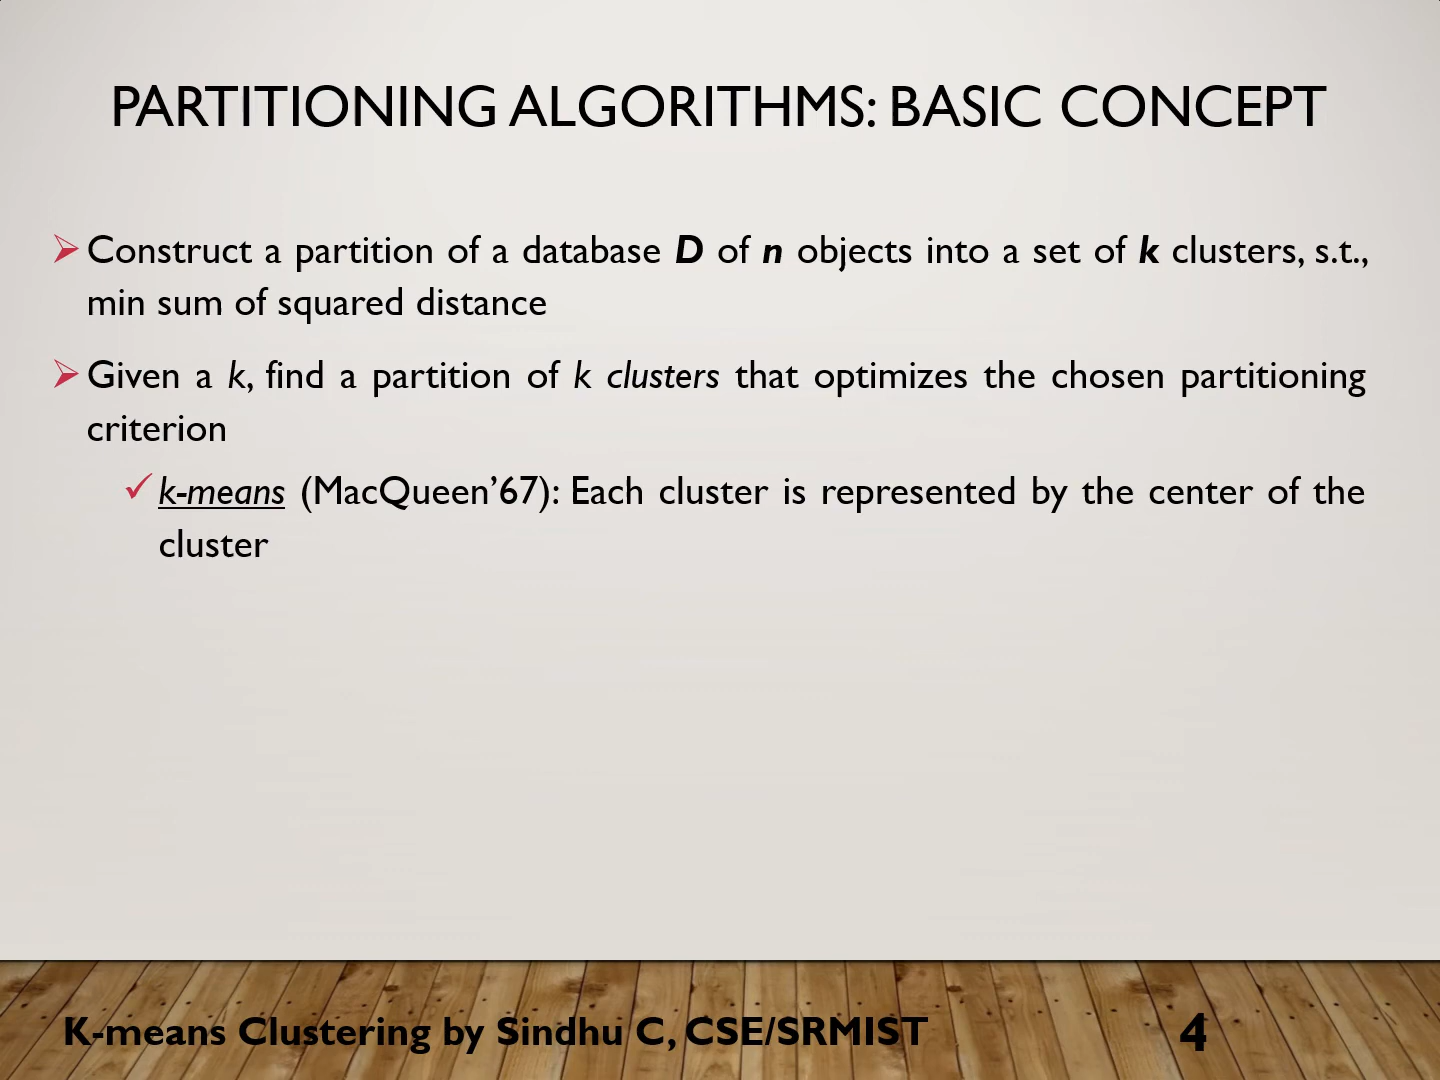 PARTITIONING ALGORITHMS: BASIC CONCEPT
Construct a partition of a database D of n objects into a set of k clusters, s.t.,
min sum of squared distance
Given a k, find a partition of k clusters that optimizes the chosen partitioning
criterion
k-means (MacQueen’67): Each cluster is represented by the center of the
cluster
K-means Clustering by Sindhu C, CSE/SRMIST 4